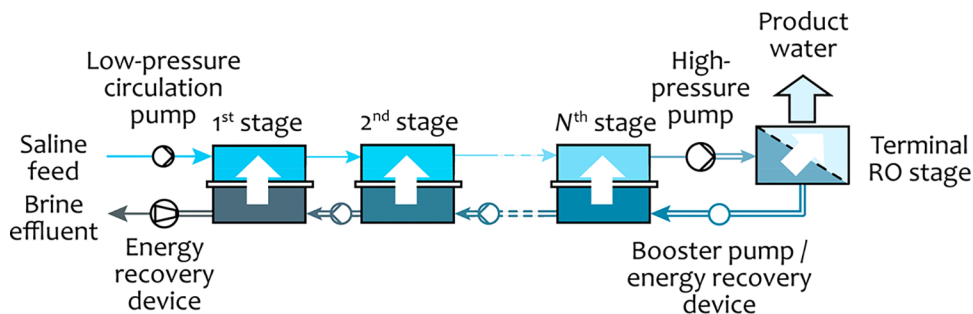 Low-pressure
circulation
pump
1st stage
2nd stage
Nth stage
High-
pressure
pump
Product
water
Saline
feed
Terminal
RO stage
Brine
effluent
Energy
recovery
device
Booster pump /
energy recovery
device